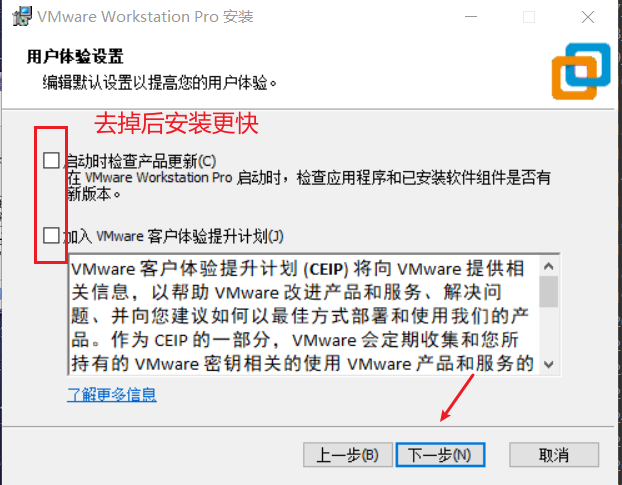 VMware Workstation Pro 安装
用户体验设置
编辑默认设置以提高您的用户体验。
去掉后安装更快
启动时检查产品更新(C)
在 VMware Workstation Pro 启动时，检查应用程序和已安装软件组件是否有
新版本。
加入 VMware 客户体验提升计划(J)
VMware 客户体验提升计划 (CEIP) 将向 VMware 提供相
关信息，以帮助 VMware 改进产品和服务、解决问
题、并向您建议如何以最佳方式部署和使用我们的产
品。作为 CEIP 的一部分，VMware 会定期收集和您所
持有的 VMware 密钥相关的使用 VMware 产品和服务的
了解更多信息
上一步(B) 下一步(N) 取消